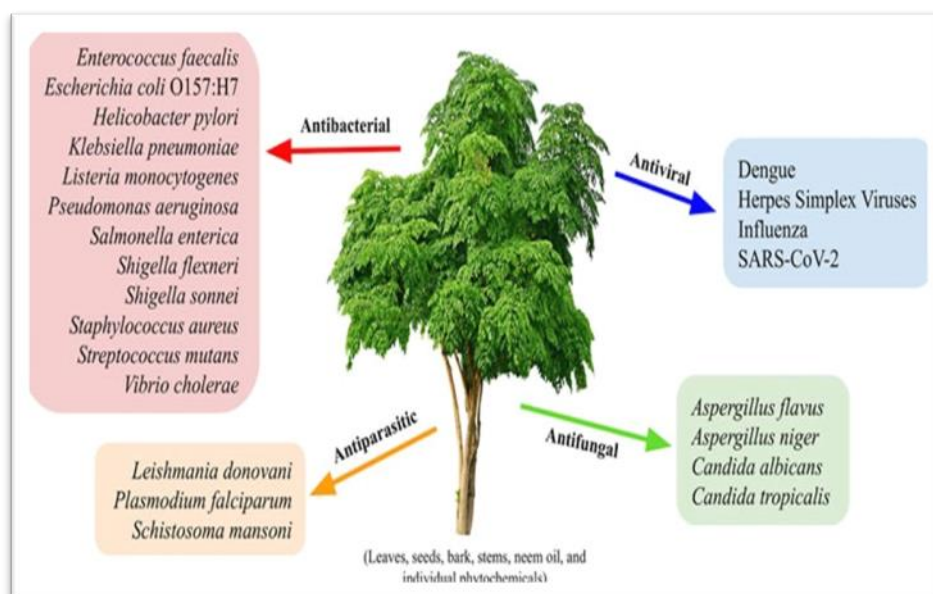 Enterococcus faecalis
Escherichia coli O157:H7
Helicobacter pylori
Klebsiella pneumoniae
Listeria monocytogenes
Pseudomonas aeruginosa
Salmonella enterica
Shigella flexneri
Shigella sonnei
Staphylococcus aureus
Streptococcus mutans
Vibrio cholerae
Antibacterial
Antiviral
Dengue
Herpes Simplex Viruses
Influenza
SARS-CoV-2
Antiparasitic
Leishmania donovani
Plasmodium falciparum
Schistosoma mansoni
Antifungal
Aspergillus flavus
Aspergillus niger
Candida albicans
Candida tropicalis
(Leaves, seeds, bark, stems, neem oil, and
individual phytochemicals)